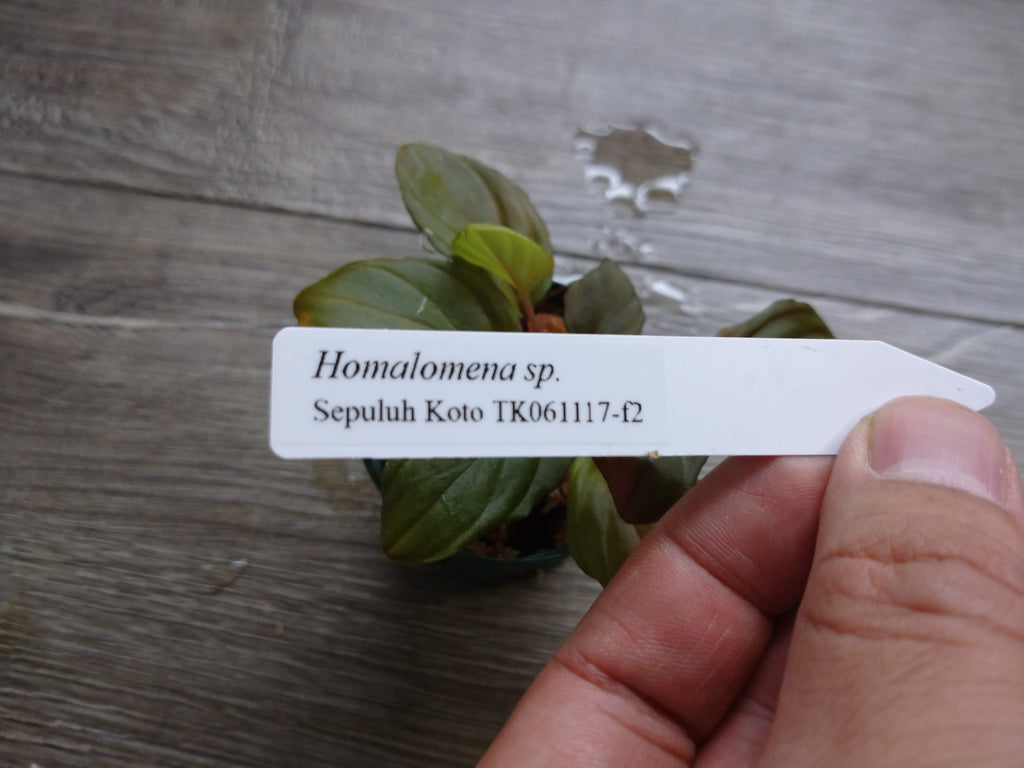 Homalomena sp.
Sepuluh Koto TK061117-f2